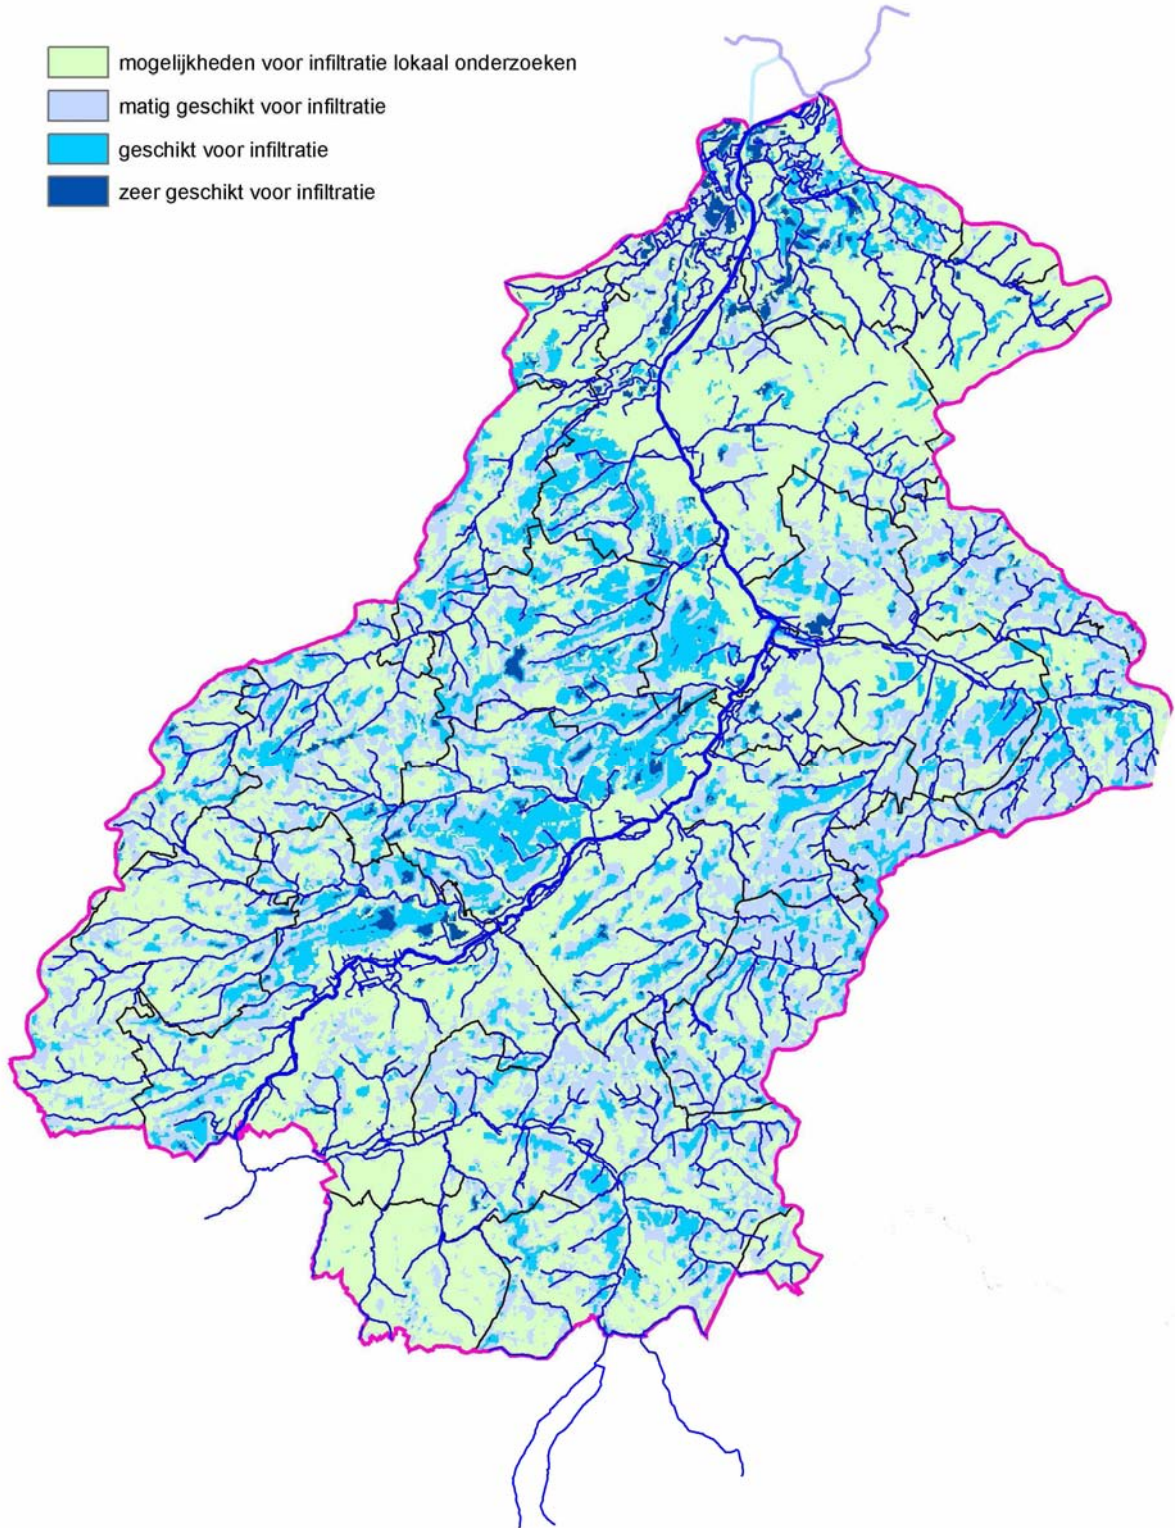 mogelijkheden voor infiltratie lokaal onderzoeken
matig geschikt voor infiltratie
geschikt voor infiltratie
zeer geschikt voor infiltratie